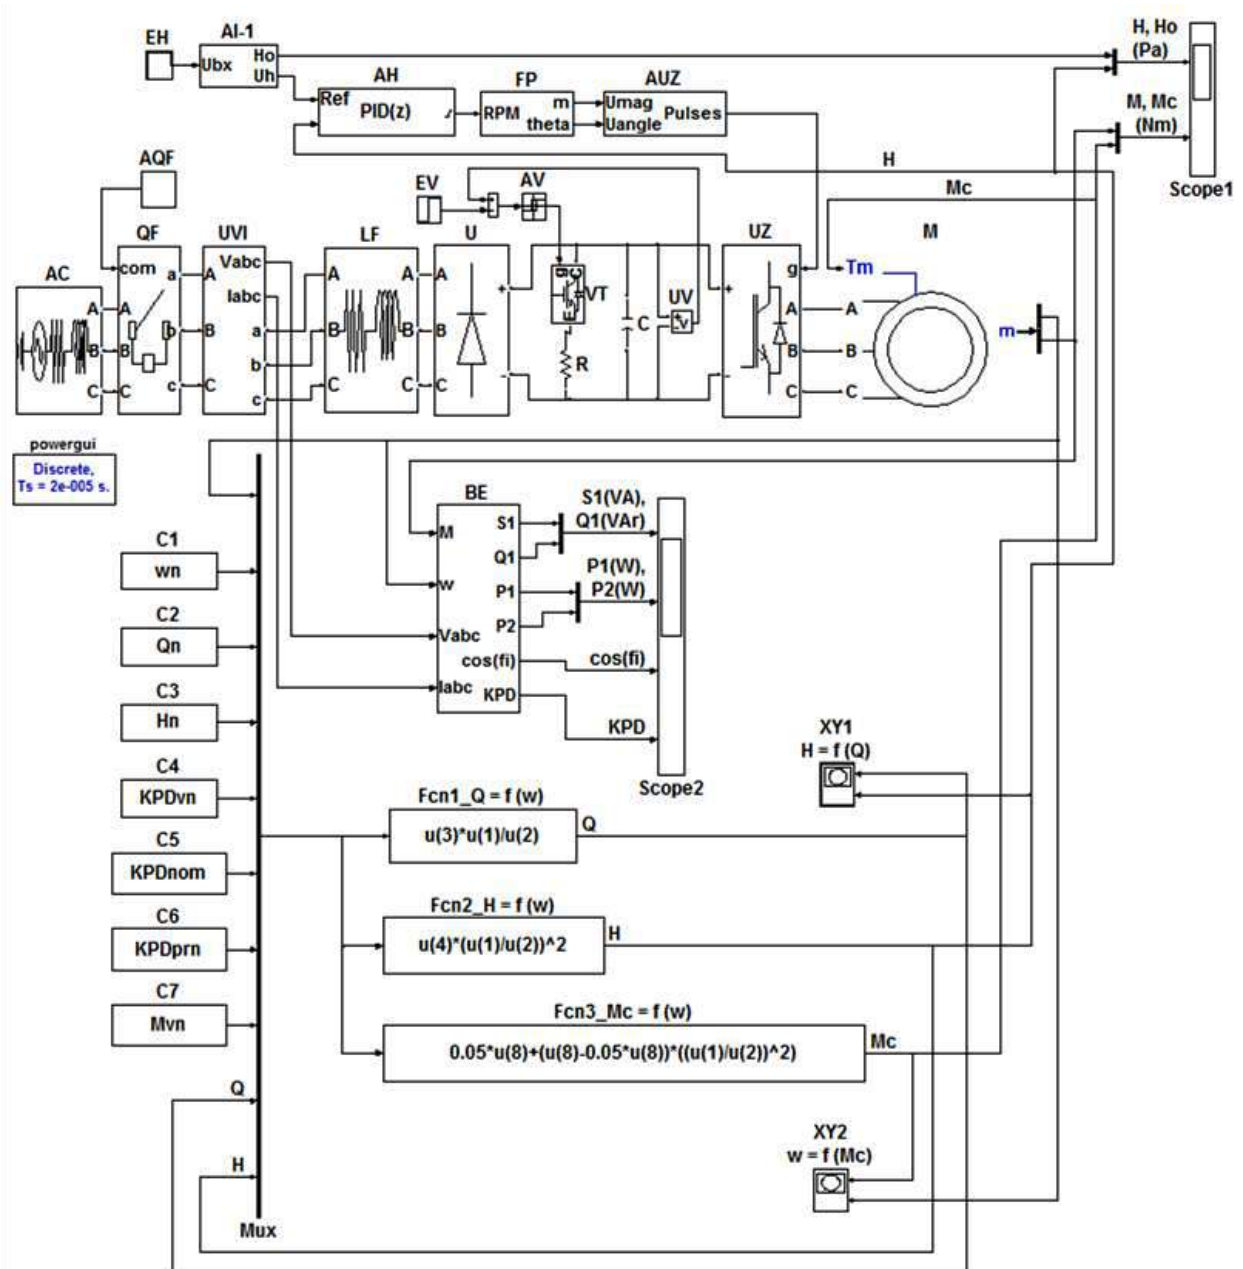 EH
AI-1
Ubx
Ho
Uh
AH
Ref
PID(z)
FP
RPM
m
theta
AUZ
Umag
Uangle
Pulses
H, Ho
(Pa)
M, Mc
(Nm)
Scope1
H
Mc
AQF
EV
AV
AC
A
B
C
QF
com
A
B
C
a
b
c
UVI
A
B
C
Vabc
Iabc
a
b
c
LF
A
B
C
A
B
C
U
A
B
C
+
-
g
C
E
VT
R
C
UV
V
UZ
+
-
g
A
B
C
M
Tm
A
B
C
m
powergui
Discrete,
Ts = 2e-005 s.
BE
M
w
Vabc
Iabc
S1
Q1
P1
P2
cos(fi)
KPD
S1(VA),
Q1(VAr)
P1(W),
P2(W)
cos(fi)
KPD
Scope2
C1
wn
C2
Qn
C3
Hn
C4
KPDvn
C5
KPDnom
C6
KPDprn
C7
Mvn
Q
H
Mux
XY1
H = f (Q)
Fcn1_Q = f (w)
u(3)*u(1)/u(2)
Q
Fcn2_H = f (w)
u(4)*(u(1)/u(2))^2
H
Fcn3_Mc = f (w)
0.05*u(8)+(u(8)-0.05*u(8))*((u(1)/u(2))^2)
Mc
XY2
w = f (Mc)